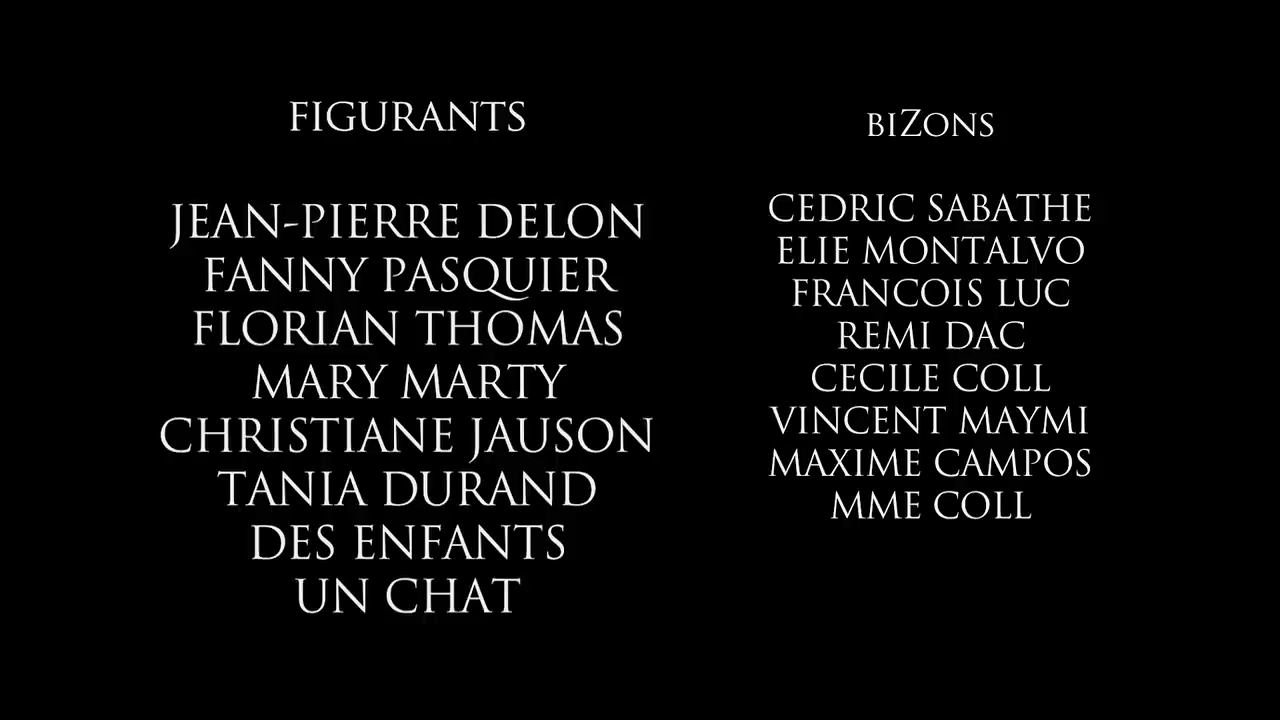 FIGURANTS
JEAN-PIERRE DELON
FANNY PASQUIER
FLORIAN THOMAS
MARY MARTY
CHRISTIANE JAUSON
TANIA DURAND
DES ENFANTS
UN CHAT
BIZONS
CEDRIC SABATHE
ELIE MONTALVO
FRANCOIS LUC
REMI DAC
CECILE COLL
VINCENT MAYMI
MAXIME CAMPOS
MME COLL